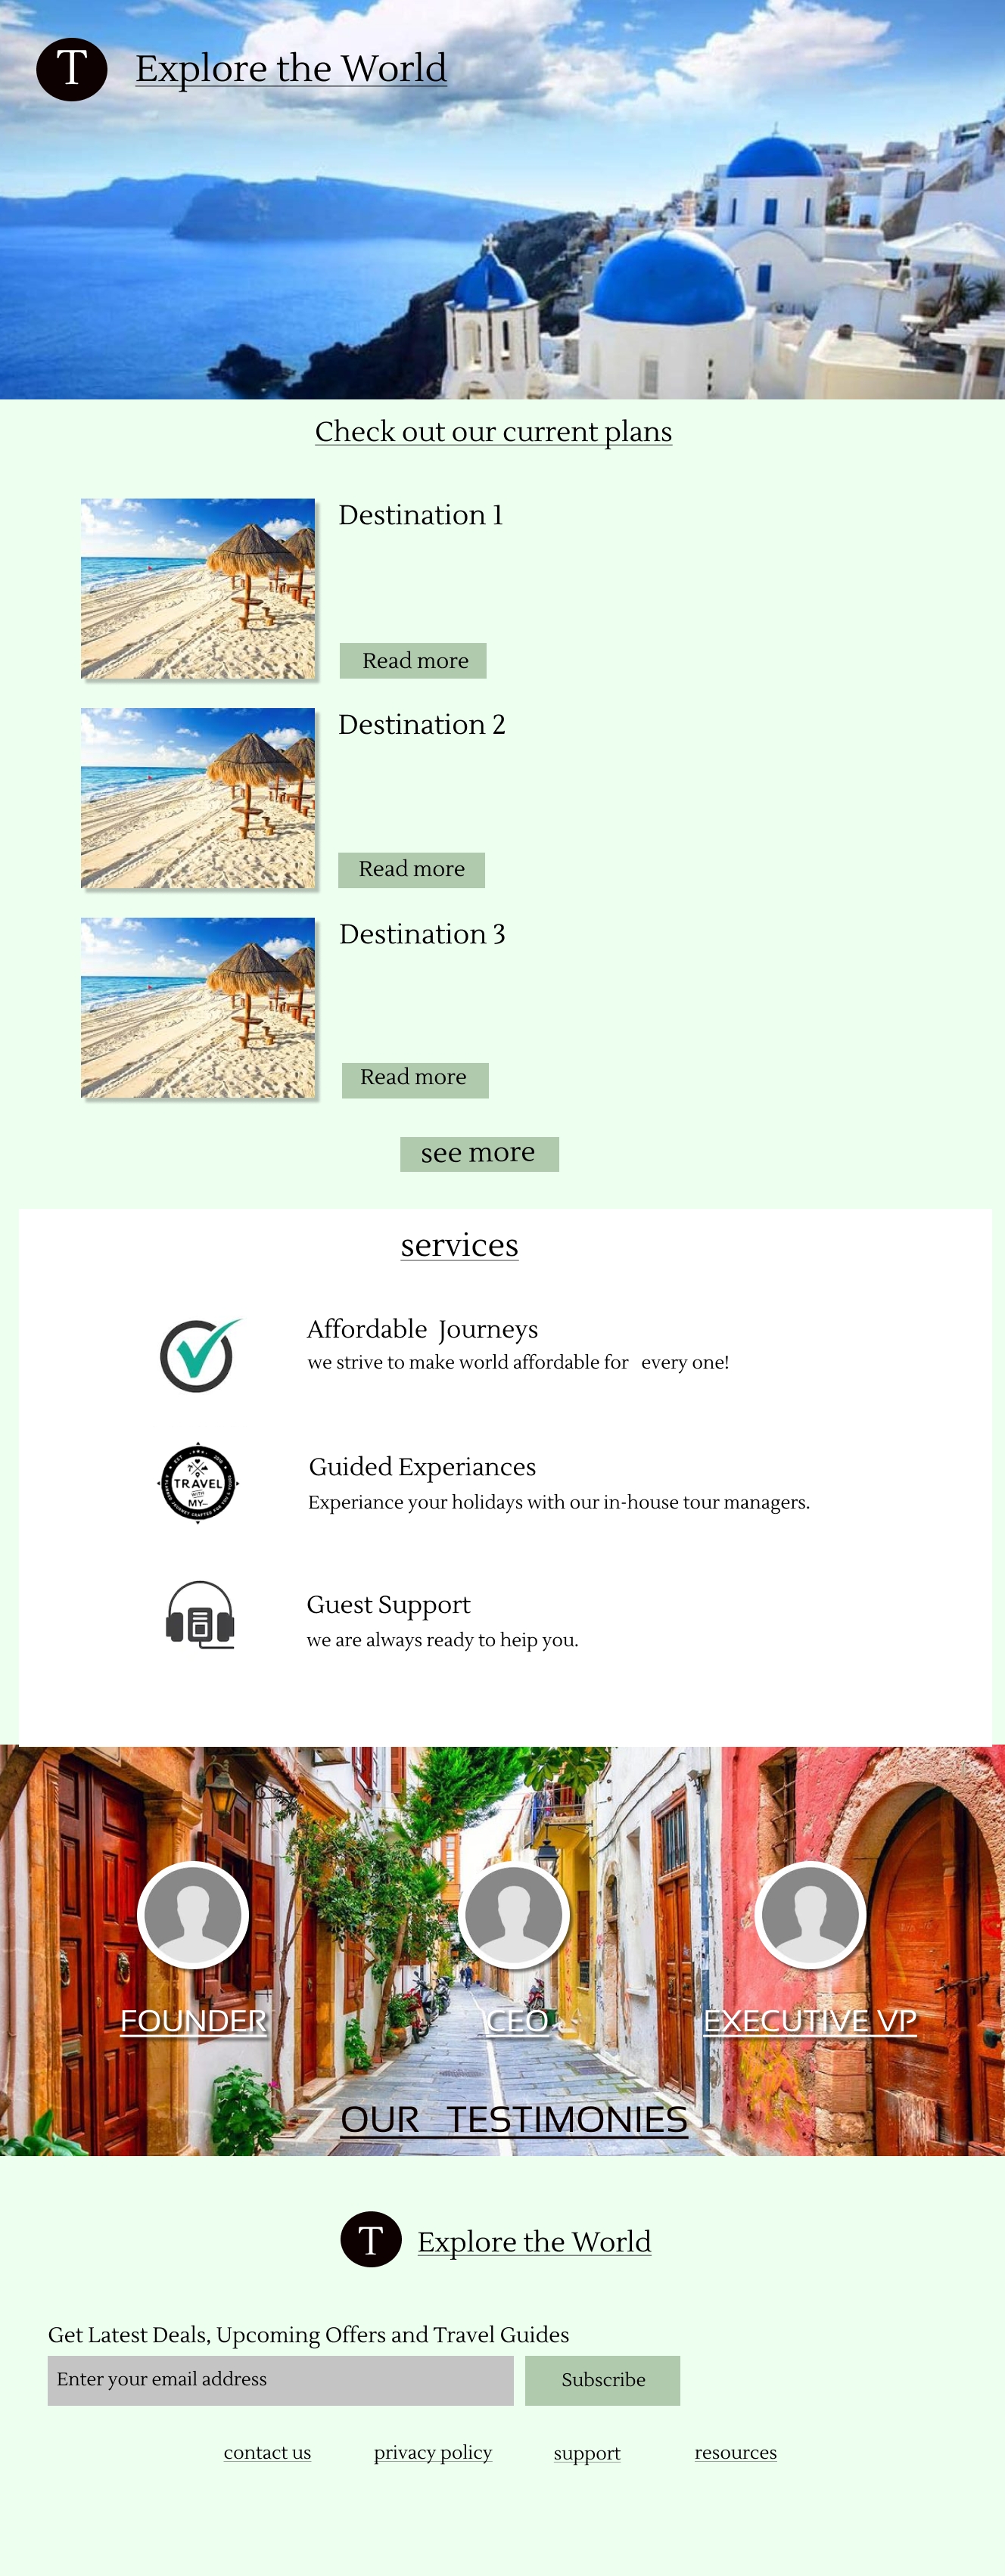 T Explore the World
Check out our current plans
Destination 1
Read more
Destination 2
Read more
Destination 3
Read more
see more
services
Affordable Journeys
we strive to make world affordable for every one!
TRAVEL
WITH
MY...
Guided Experiances
Experiance your holidays with our in-house tour managers.
Guest Support
we are always ready to heip you.
FOUNDER CEO EXECUTIVE VP
OUR TESTIMONIES
T Explore the World
Get Latest Deals, Upcoming Offers and Travel Guides
Enter your email address Subscribe
contact us privacy policy support resources